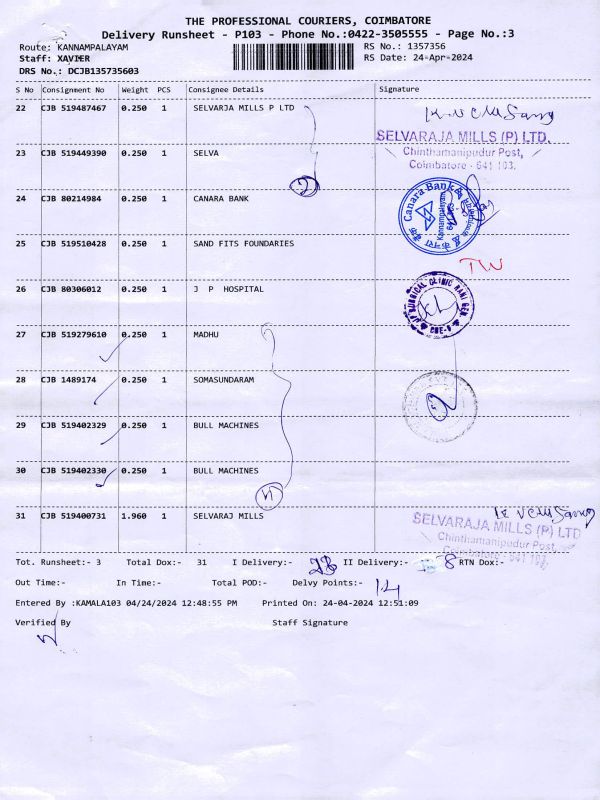 THE PROFESSIONAL COURIERS, COIMBATORE
Delivery Runsheet - P103 - Phone No.:0422-3505555 - Page No.:3
Route: KANNAMPALAYAM RS No.: 1357356
Staff: XAVIER RS Date: 24-Apr-2024
DRS No.: DCJB135735603
S No Consignment No Weight PCS Consignee Details Signature
22 CJB 519487467 0.250 1 SELVARJA MILLS P LTD
SELVARAJA MILLS (P) LTD.
Chinthamanipudur Post,
Coimbatore - 641 103.
23 CJB 519449390 0.250 1 SELVA
2
24 CJB 80214984 0.250 1 CANARA BANK
Canara Bank
Kannampalayam
25 CJB 519510428 0.250 1 SAND FITS FOUNDARIES
TW
26 CJB 80306012 0.250 1 J P HOSPITAL
27 CJB 519279610 0.250 1 MADHU
28 CJB 1489174 0.250 1 SOMASUNDARAM
29 CJB 519402329 0.250 1 BULL MACHINES
30 CJB 519402330 0.250 1 BULL MACHINES
31 CJB 519400731 1.960 1 SELVARAJ MILLS
SELVARAJA MILLS (P) LTD
Chinthamanipudur Post,
Coimbatore - 641 103.
Tot. Runsheet:- 3 Total Dox:- 31 I Delivery:- 23 II Delivery:- 8 RTN Dox:-
Out Time:- In Time:- Total POD:- Delvy Points:- 14
Entered By :KAMALA103 04/24/2024 12:48:55 PM Printed On: 24-04-2024 12:51:09
Verified By Staff Signature